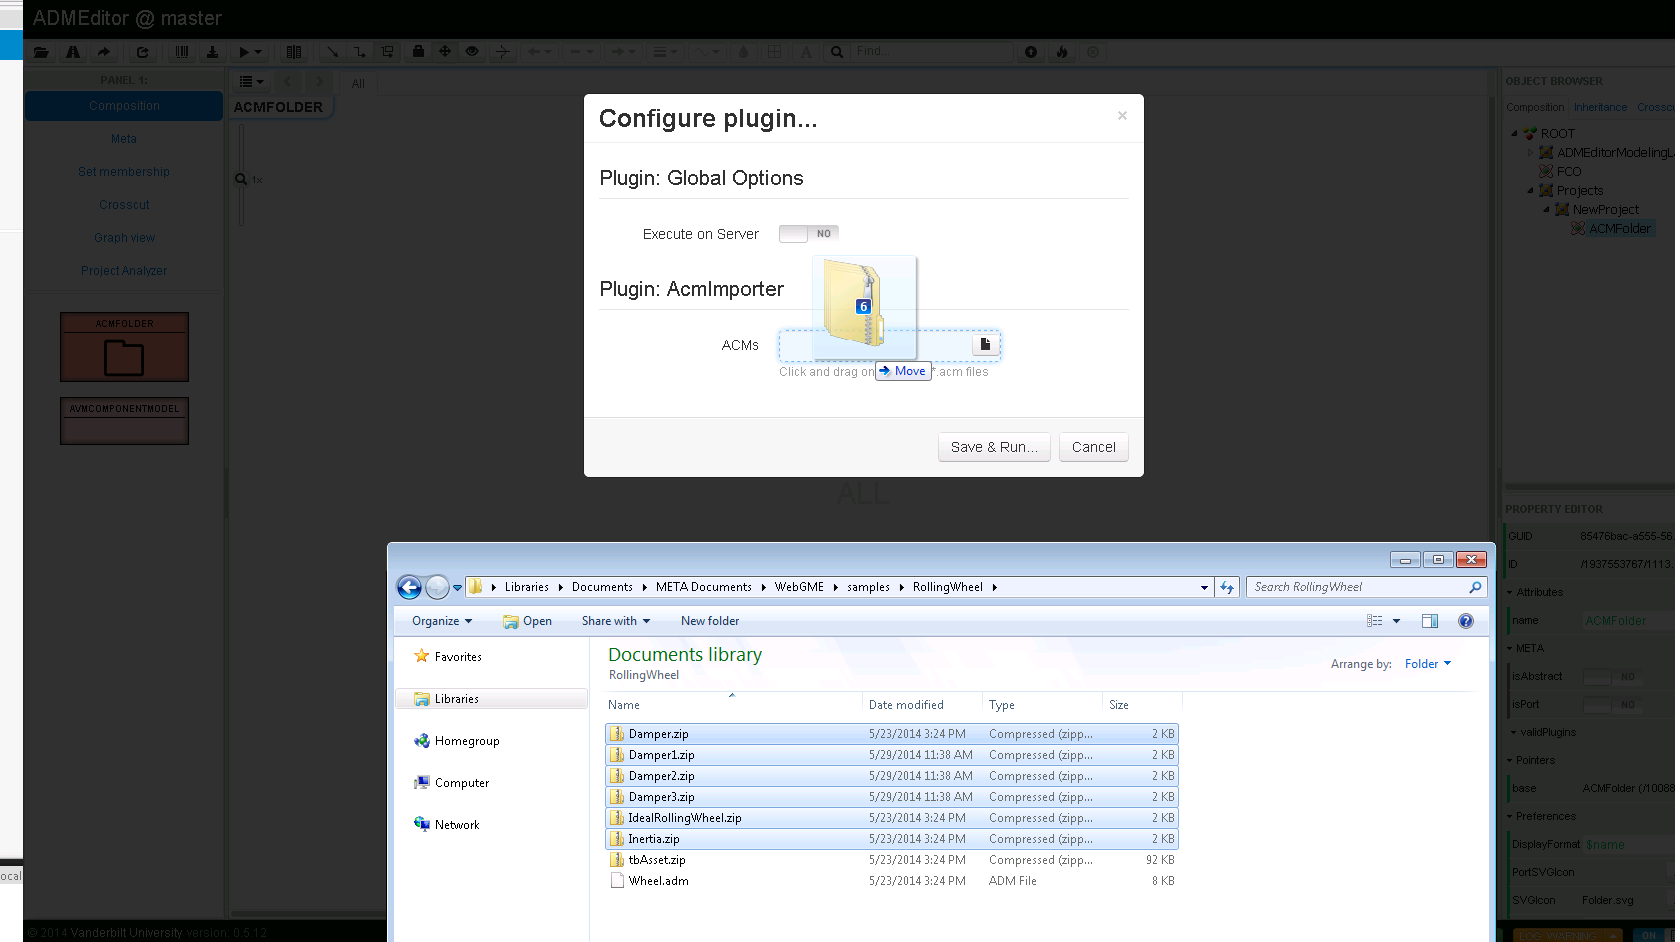 ADMEditor @ master
Find...
PANEL 1:
Composition
Meta
Set membership
Crosscut
Graph view
Project Analyzer
ACMFOLDER
AVMCOMPONENTMODEL
All
ACMFOLDER
1x
ALL
Configure plugin...
×
Plugin: Global Options
Execute on Server
NO
Plugin: AcmImporter
6
ACMs
Click and drag on
Move
*.acm files
Save & Run...
Cancel
OBJECT BROWSER
Composition Inheritance Crossc
ROOT
ADMEditorModelingL
FCO
Projects
NewProject
ACMFolder
PROPERTY EDITOR
GUID 85476bac-a555-56
ID /1937553767/1113.
Attributes
name ACMFolder
META
isAbstract NO
isPort NO
validPlugins
Pointers
base ACMFolder (/10088
Preferences
DisplayFormat $name
PortSVGIcon
SVGIcon Folder.svg
Libraries Documents META Documents WebGME samples RollingWheel
Search RollingWheel
Organize Open Share with New folder
Favorites
Libraries
Homegroup
Computer
Network
Documents library
RollingWheel
Arrange by: Folder
Name Date modified Type Size
Damper.zip 5/23/2014 3:24 PM Compressed (zipp... 2 KB
Damper1.zip 5/29/2014 11:38 AM Compressed (zipp... 2 KB
Damper2.zip 5/29/2014 11:38 AM Compressed (zipp... 2 KB
Damper3.zip 5/29/2014 11:38 AM Compressed (zipp... 2 KB
IdealRollingWheel.zip 5/23/2014 3:24 PM Compressed (zipp... 2 KB
Inertia.zip 5/23/2014 3:24 PM Compressed (zipp... 2 KB
tbAsset.zip 5/23/2014 3:24 PM Compressed (zipp... 92 KB
Wheel.adm 5/23/2014 3:24 PM ADM File 8 KB
ocal
© 2014 Vanderbilt University version: 0.5.12
LOG: WARNING
ON